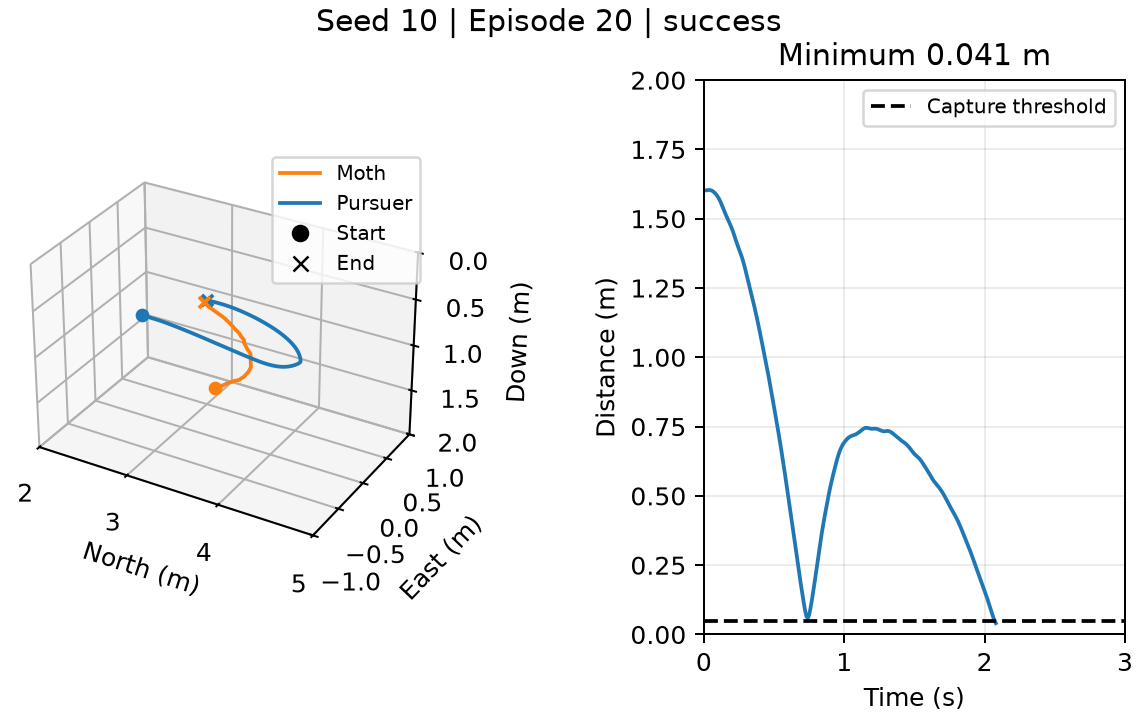 Seed 10 | Episode 20 | success
Moth
Pursuer
Start
End
0.0
0.5
1.0
1.5
2.0
Down (m)
2
3
4
5
North (m)
−1.0
−0.5
0.0
0.5
1.0
East (m)
Minimum 0.041 m
Capture threshold
2.00
1.75
1.50
1.25
1.00
0.75
0.50
0.25
0.00
Distance (m)
0
1
2
3
Time (s)